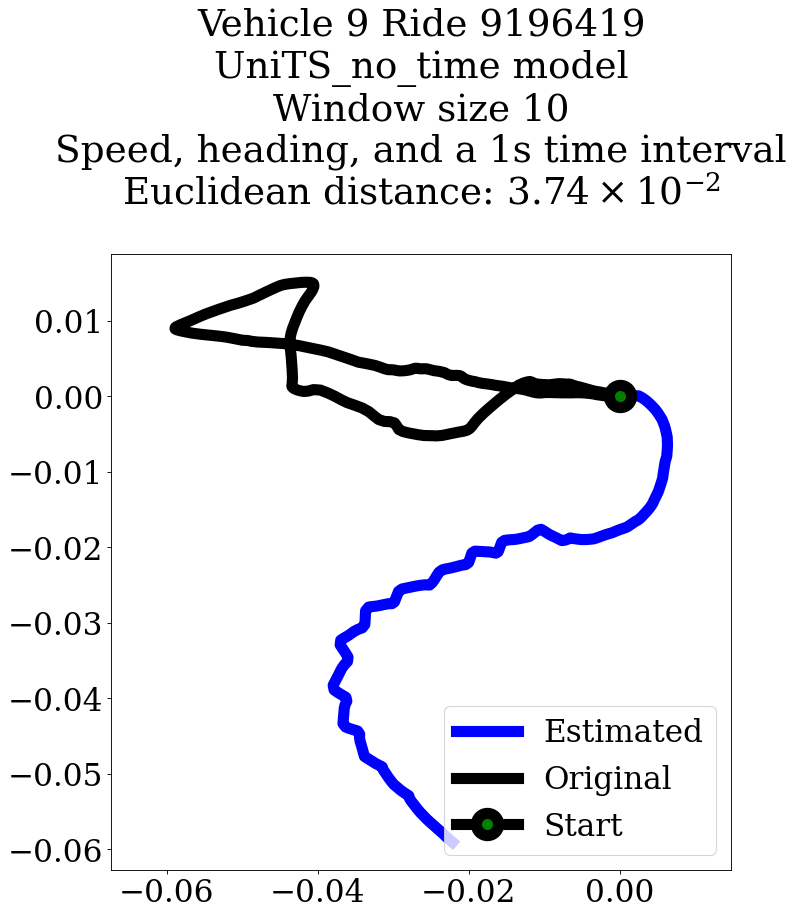 Vehicle 9 Ride 9196419
UniTS_no_time model
Window size 10
Speed, heading, and a 1s time interval
Euclidean distance: 3.74 × 10⁻²
0.01
0.00
−0.01
−0.02
−0.03
−0.04
−0.05
−0.06
Estimated
Original
Start
−0.06 −0.04 −0.02 0.00